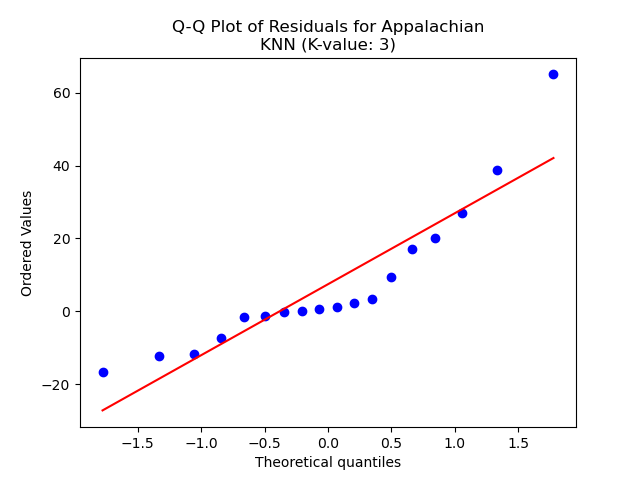 Q-Q Plot of Residuals for Appalachian
KNN (K-value: 3)
60
40
20
0
−20
Ordered Values
−1.5 −1.0 −0.5 0.0 0.5 1.0 1.5
Theoretical quantiles